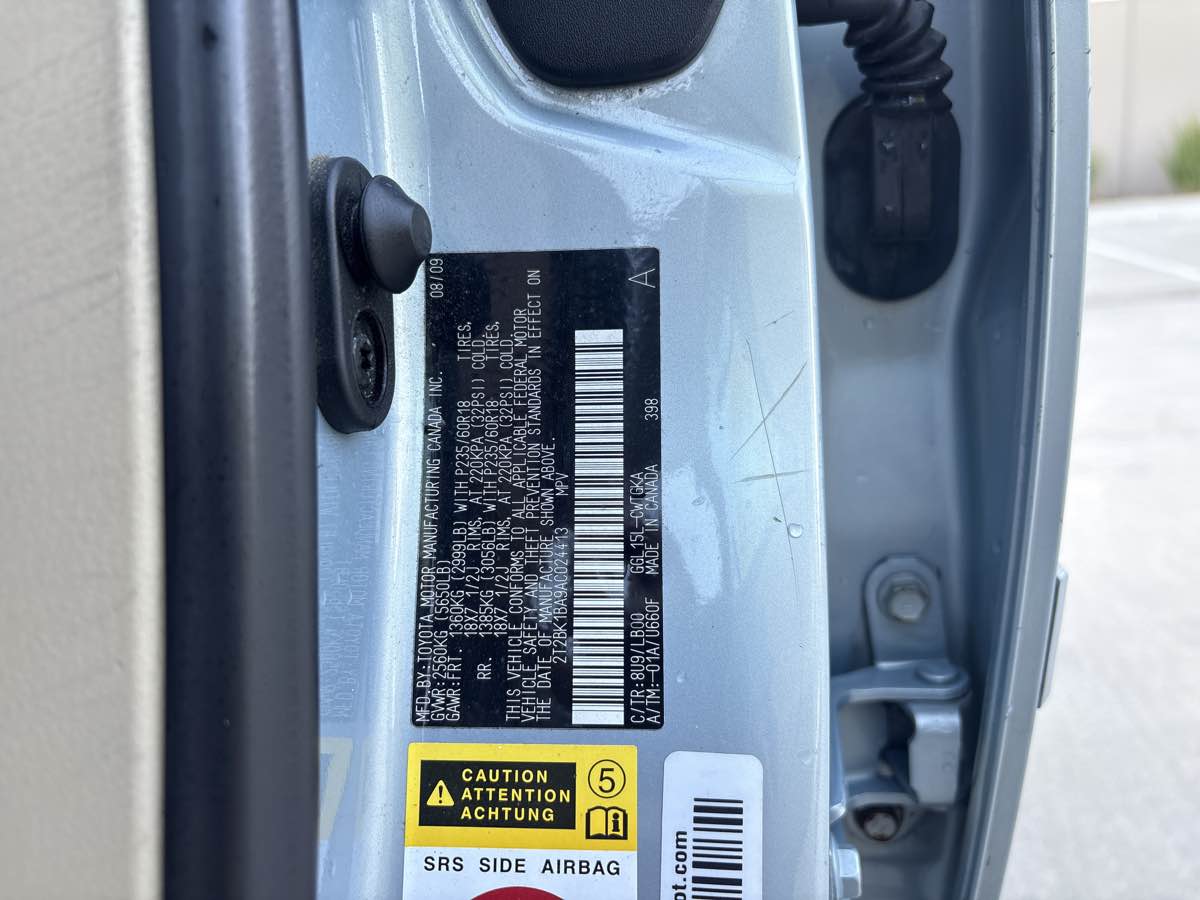 MFD.BY:TOYOTA MOTOR MANUFACTURING CANADA INC. 08/09
GVWR:2560KG (5650LB)
GAWR:FRT. 1360KG (2999LB) WITH P235/60R18 TIRES,
18X7 1/2J RIMS, AT 220KPA (32PSI) COLD.
RR. 1385KG (3056LB) WITH P235/60R18 TIRES,
18X7 1/2J RIMS, AT 220KPA (32PSI) COLD.
THIS VEHICLE CONFORMS TO ALL APPLICABLE FEDERAL MOTOR
VEHICLE SAFETY AND THEFT PREVENTION STANDARDS IN EFFECT ON
THE DATE OF MANUFACTURE SHOWN ABOVE.
2T2BK1BA9AC024413 MPV
C/TR:8U9/LB00 GGL15L-CWTGKA
A/TM:-01A/U660F MADE IN CANADA 398 A
CAUTION
ATTENTION
ACHTUNG
5
SRS SIDE AIRBAG
ot.com